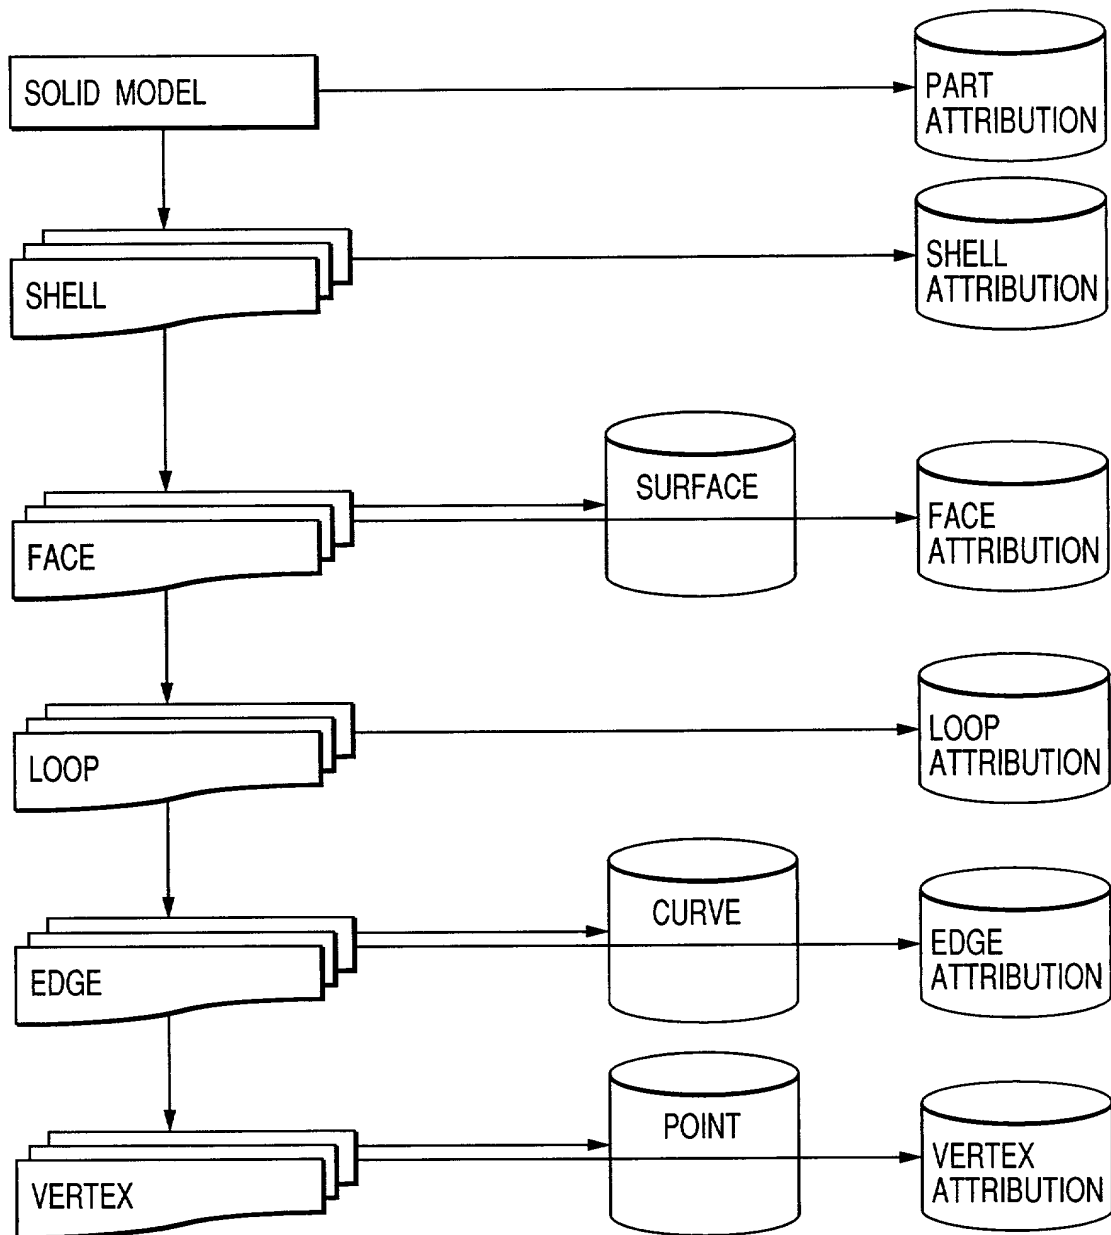 SOLID MODEL
PART
ATTRIBUTION
SHELL
SHELL
ATTRIBUTION
FACE
SURFACE
FACE
ATTRIBUTION
LOOP
LOOP
ATTRIBUTION
EDGE
CURVE
EDGE
ATTRIBUTION
VERTEX
POINT
VERTEX
ATTRIBUTION